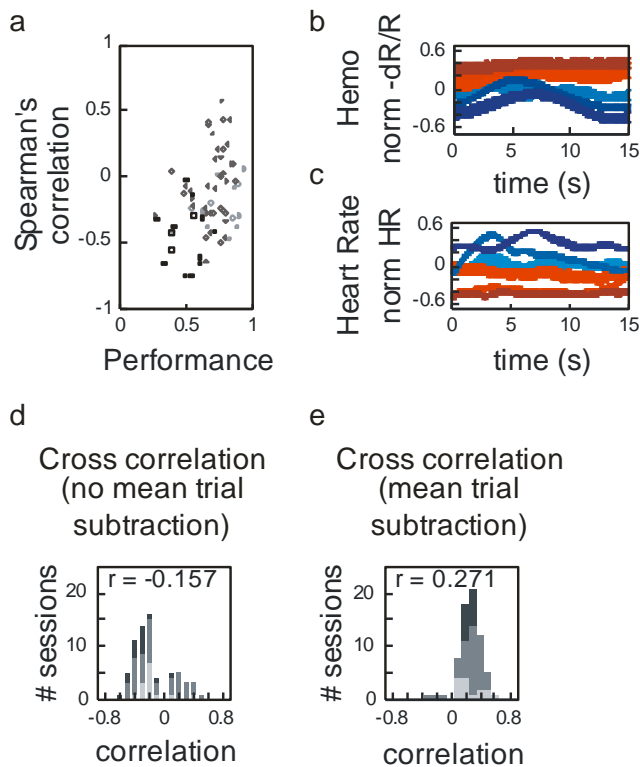 a
1
0.5
0
-0.5
-1
0
0.5
1
Spearman's
correlation
Performance
b
0.6
0
-0.6
0
5
10
15
Hemo
norm -dR/R
time (s)
c
0.6
0
-0.6
0
5
10
15
Heart Rate
norm HR
time (s)
d
Cross correlation
(no mean trial
subtraction)
r = -0.157
20
10
0
-0.8
0
0.8
# sessions
correlation
e
Cross correlation
(mean trial
subtraction)
r = 0.271
20
10
0
-0.8
0
0.8
# sessions
correlation